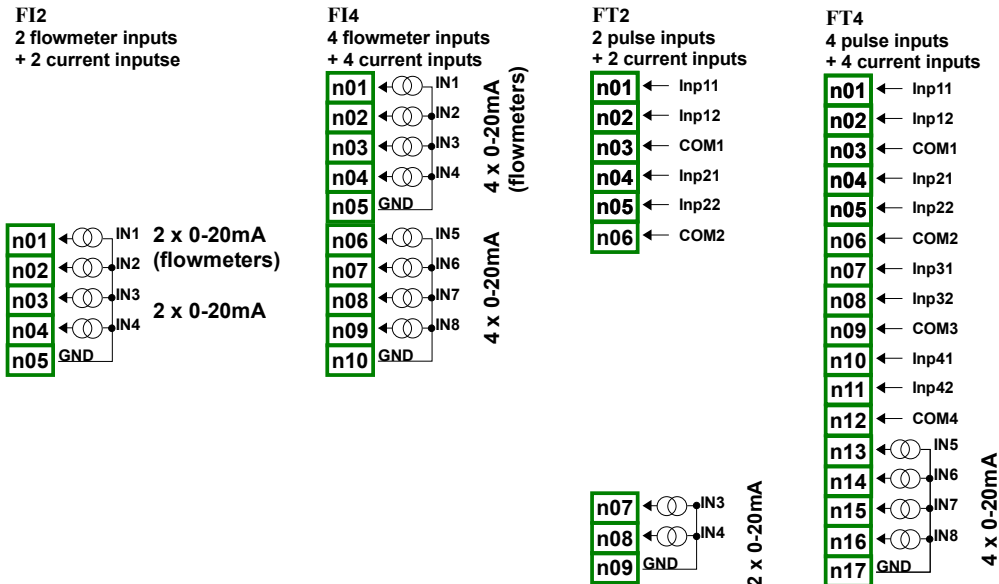 FI2
2 flowmeter inputs
+ 2 current inputse
n01
IN1
n02
IN2
n03
IN3
n04
IN4
n05
GND
2 x 0-20mA
(flowmeters)
2 x 0-20mA
FI4
4 flowmeter inputs
+ 4 current inputs
n01
IN1
n02
IN2
n03
IN3
n04
IN4
n05
GND
4 x 0-20mA
(flowmeters)
n06
IN5
n07
IN6
n08
IN7
n09
IN8
n10
GND
4 x 0-20mA
FT2
2 pulse inputs
+ 2 current inputs
n01
Inp11
n02
Inp12
n03
COM1
n04
Inp21
n05
Inp22
n06
COM2
n07
IN3
n08
IN4
n09
GND
2 x 0-20mA
FT4
4 pulse inputs
+ 4 current inputs
n01
Inp11
n02
Inp12
n03
COM1
n04
Inp21
n05
Inp22
n06
COM2
n07
Inp31
n08
Inp32
n09
COM3
n10
Inp41
n11
Inp42
n12
COM4
n13
IN5
n14
IN6
n15
IN7
n16
IN8
n17
GND
4 x 0-20mA